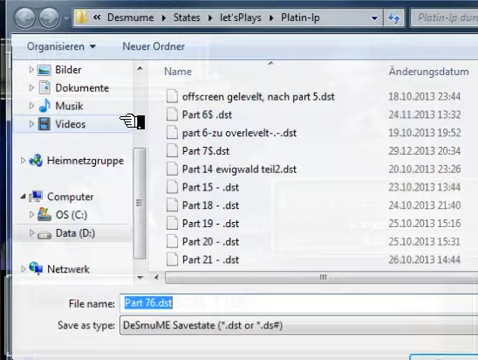 « Desmume ▸ States ▸ let'sPlays ▸ Platin-lp
Platin-lp dur
Organisieren ▼ Neuer Ordner
Bilder
Dokumente
Musik
Videos
Heimnetzgruppe
Computer
OS (C:)
Data (D:)
Netzwerk
Name Änderungsdatum
offscreen gelevelt, nach part 5.dst 18.10.2013 23:44
Part 6S .dst 24.11.2013 13:32
part 6-zu overlevelt-.-.dst 19.10.2013 19:52
Part 7S.dst 29.12.2013 20:34
Part 14 ewigwald teil2.dst 20.10.2013 23:26
Part 15 - .dst 23.10.2013 13:44
Part 18 - .dst 24.10.2013 21:40
Part 19 - .dst 25.10.2013 15:16
Part 20 - .dst 25.10.2013 15:31
Part 21 - .dst 26.10.2013 14:44
File name: Part 76.dst
Save as type: DeSmuME Savestate (*.dst or *.ds#)